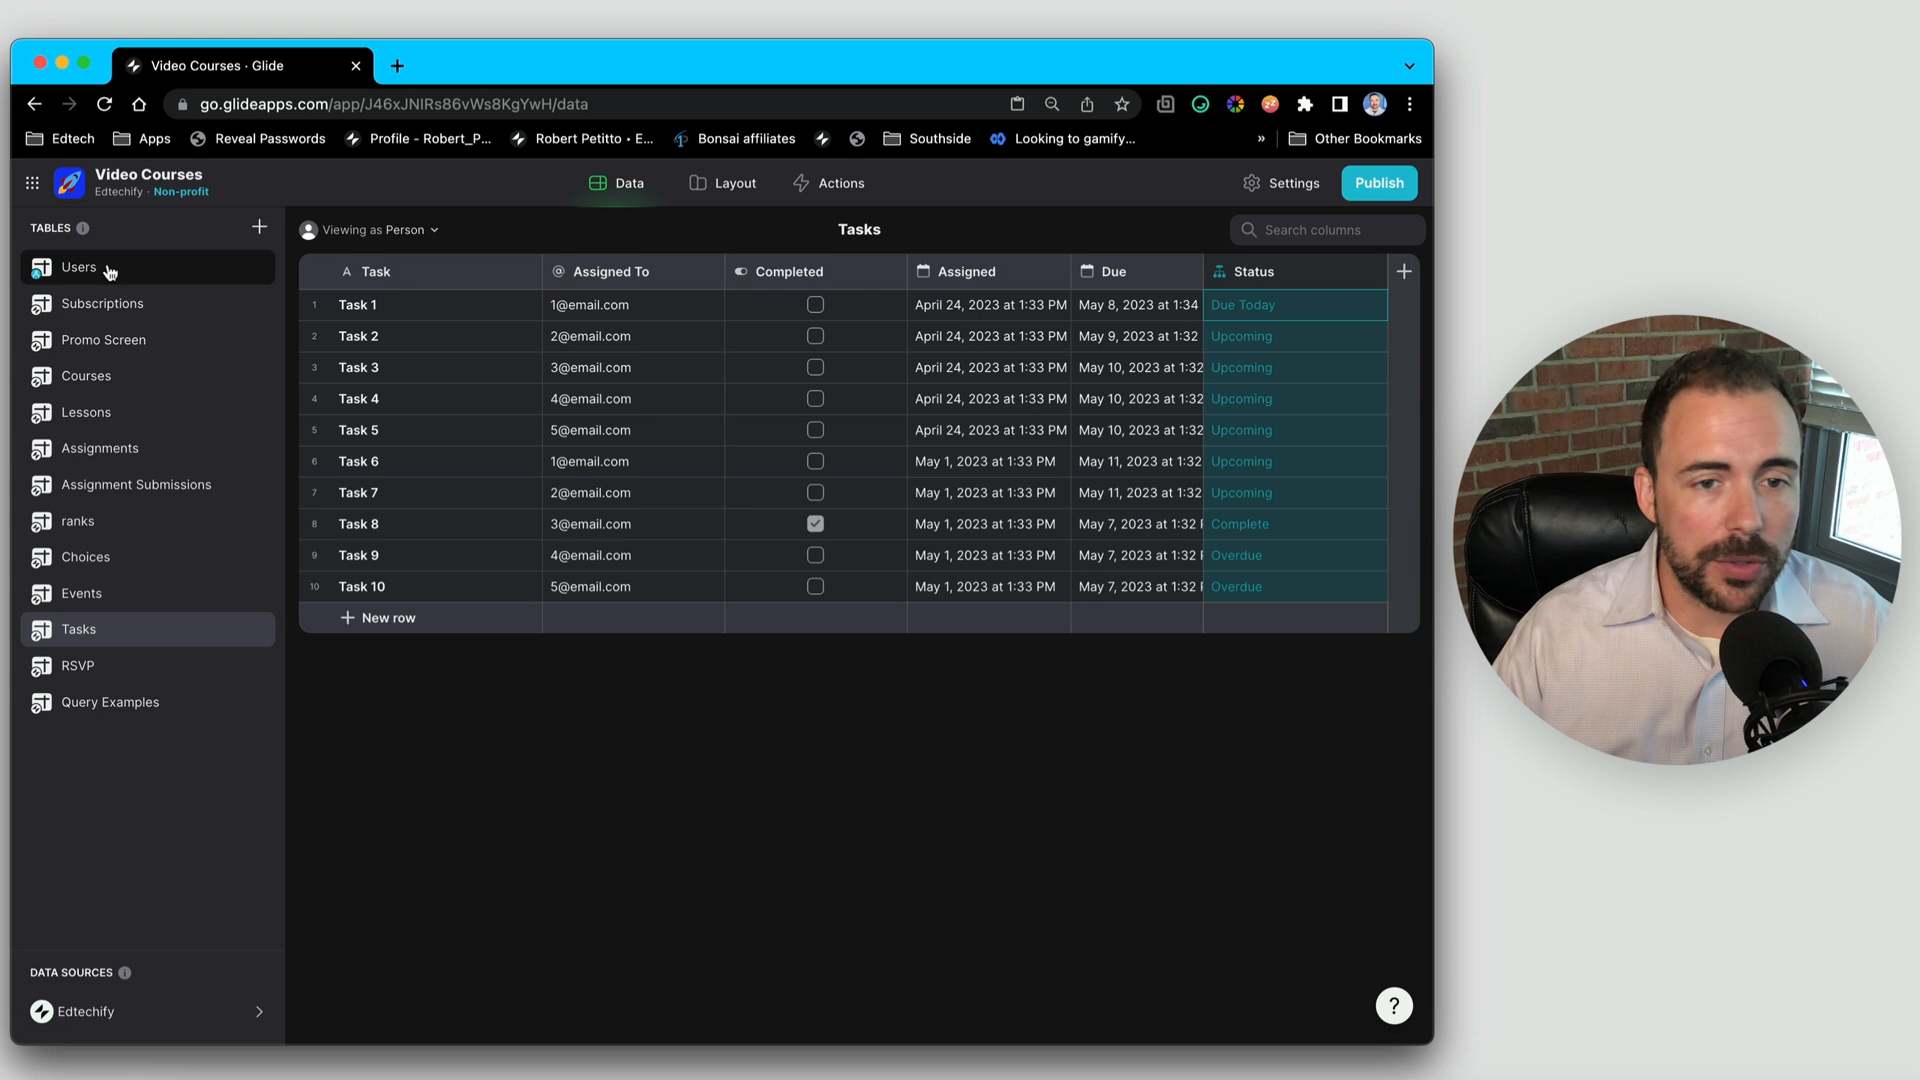 Video Courses · Glide
go.glideapps.com/app/J46xJNIRs86vWs8KgYwH/data
Edtech Apps Reveal Passwords Profile - Robert_P... Robert Petitto • E... Bonsai affiliates Southside Looking to gamify... » Other Bookmarks
Video Courses
Edtechify · Non-profit
Data Layout Actions Settings Publish
TABLES
Viewing as Person Tasks Search columns
Users
Subscriptions
Promo Screen
Courses
Lessons
Assignments
Assignment Submissions
ranks
Choices
Events
Tasks
RSVP
Query Examples
Task Assigned To Completed Assigned Due Status
1 Task 1 1@email.com April 24, 2023 at 1:33 PM May 8, 2023 at 1:34 Due Today
2 Task 2 2@email.com April 24, 2023 at 1:33 PM May 9, 2023 at 1:32 Upcoming
3 Task 3 3@email.com April 24, 2023 at 1:33 PM May 10, 2023 at 1:32 Upcoming
4 Task 4 4@email.com April 24, 2023 at 1:33 PM May 10, 2023 at 1:32 Upcoming
5 Task 5 5@email.com April 24, 2023 at 1:33 PM May 10, 2023 at 1:32 Upcoming
6 Task 6 1@email.com May 1, 2023 at 1:33 PM May 11, 2023 at 1:32 Upcoming
7 Task 7 2@email.com May 1, 2023 at 1:33 PM May 11, 2023 at 1:32 Upcoming
8 Task 8 3@email.com May 1, 2023 at 1:33 PM May 7, 2023 at 1:32 Complete
9 Task 9 4@email.com May 1, 2023 at 1:33 PM May 7, 2023 at 1:32 Overdue
10 Task 10 5@email.com May 1, 2023 at 1:33 PM May 7, 2023 at 1:32 Overdue
New row
DATA SOURCES
Edtechify
?